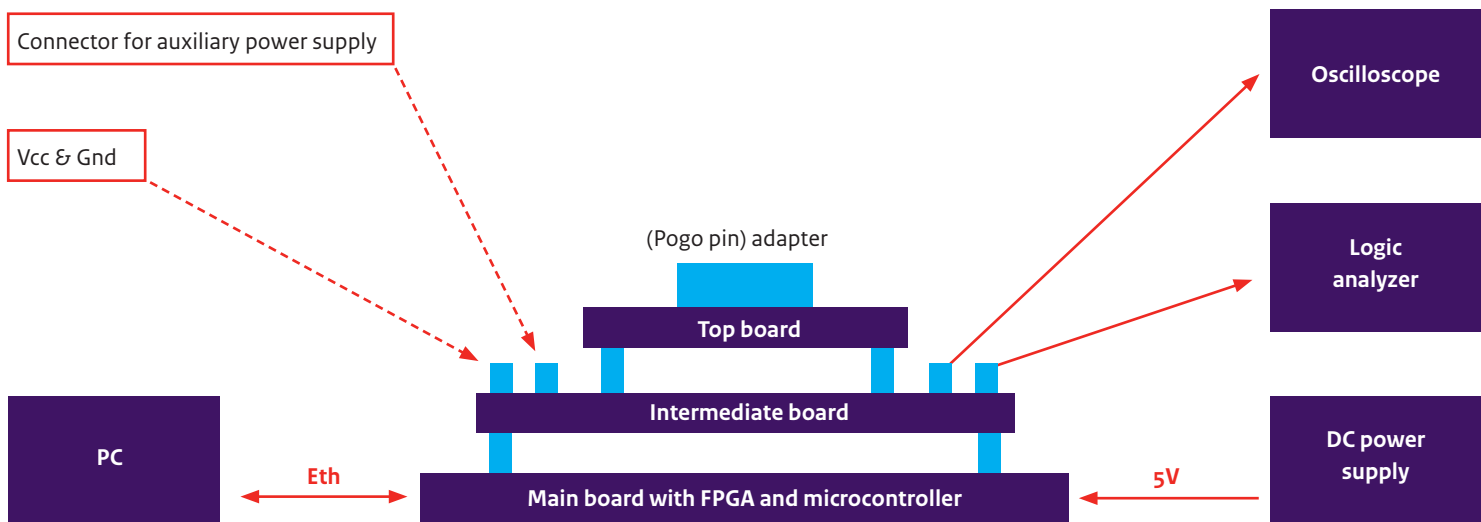 Connector for auxiliary power supply
Oscilloscope
Vcc & Gnd
(Pogo pin) adapter
Logic
analyzer
Top board
Intermediate board
PC
DC power
supply
Eth
5V
Main board with FPGA and microcontroller